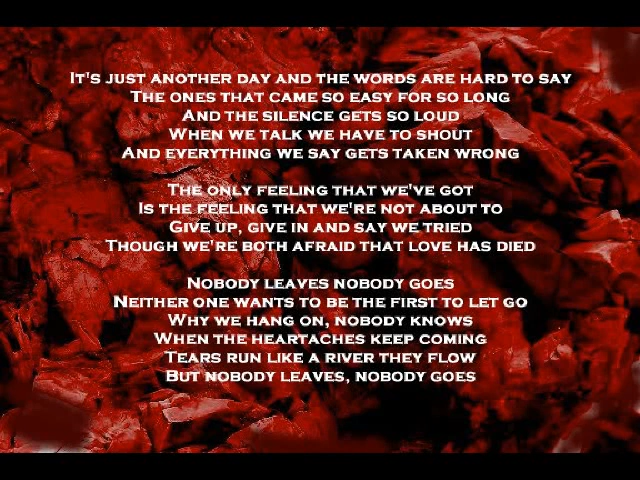 It's just another day and the words are hard to say
The ones that came so easy for so long
And the silence gets so loud
When we talk we have to shout
And everything we say gets taken wrong
The only feeling that we've got
Is the feeling that we're not about to
Give up, give in and say we tried
Though we're both afraid that love has died
Nobody leaves nobody goes
Neither one wants to be the first to let go
Why we hang on, nobody knows
When the heartaches keep coming
Tears run like a river they flow
But nobody leaves, nobody goes